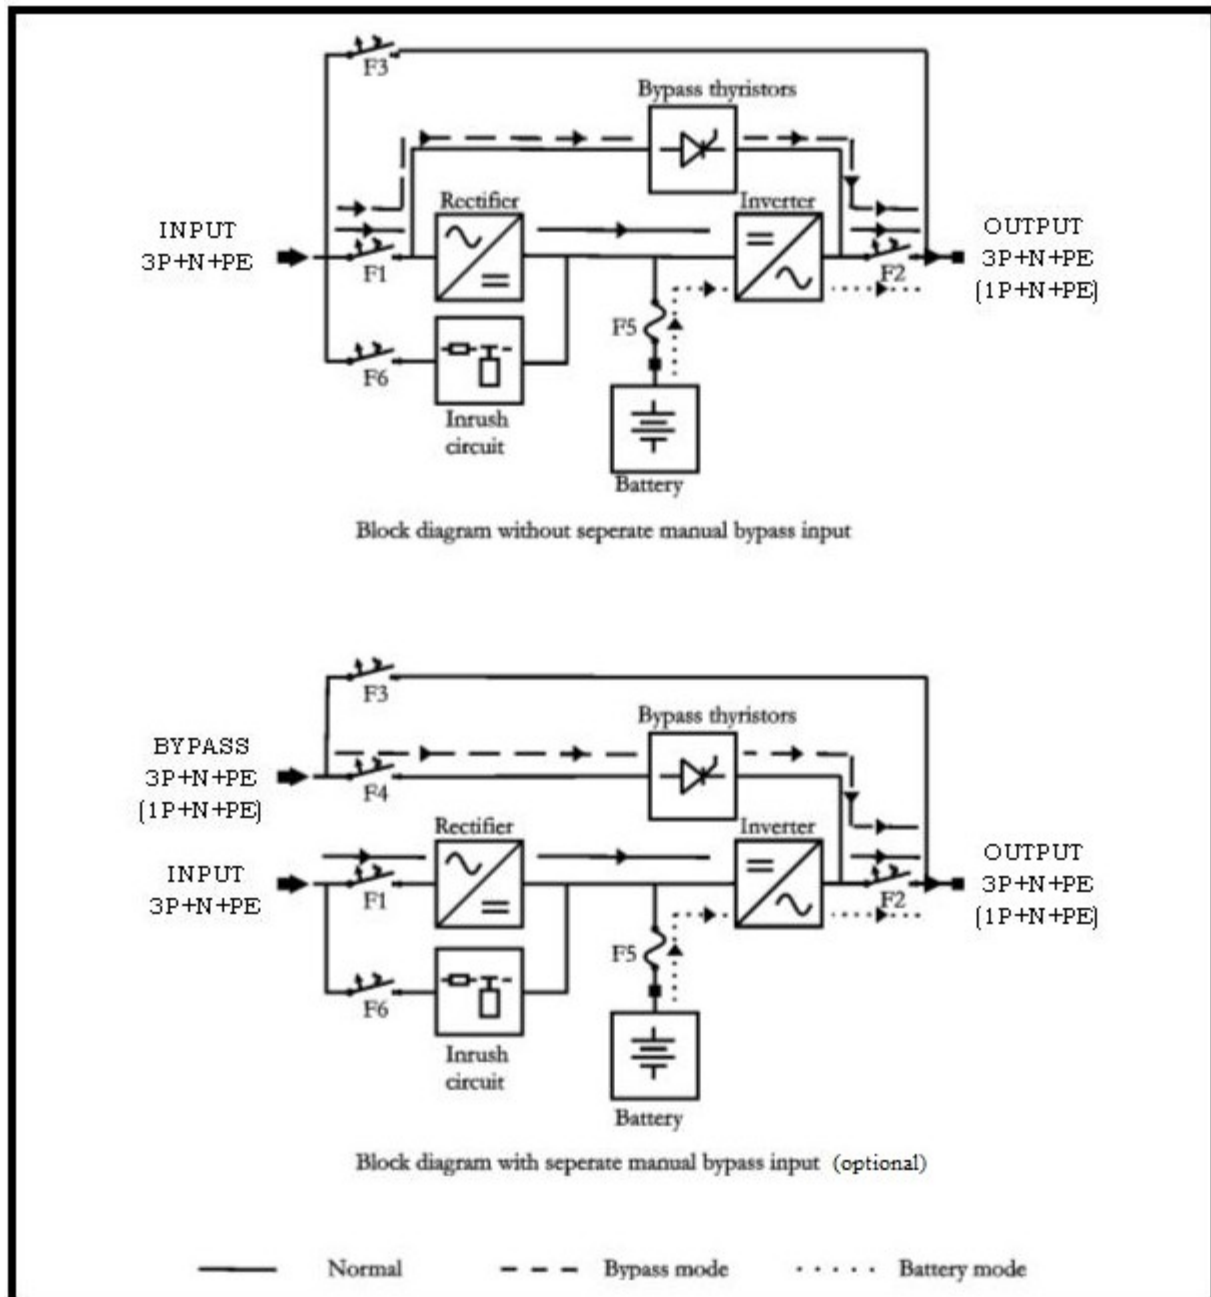 F3
Bypass thyristors
Rectifier
Inverter
INPUT
3P+N+PE
F1
F2
OUTPUT
3P+N+PE
(1P+N+PE)
F5
F6
Inrush
circuit
Battery
Block diagram without seperate manual bypass input
F3
Bypass thyristors
BYPASS
3P+N+PE
(1P+N+PE)
F4
Rectifier
Inverter
INPUT
3P+N+PE
F1
F2
OUTPUT
3P+N+PE
(1P+N+PE)
F5
F6
Inrush
circuit
Battery
Block diagram with seperate manual bypass input (optional)
Normal
Bypass mode
Battery mode